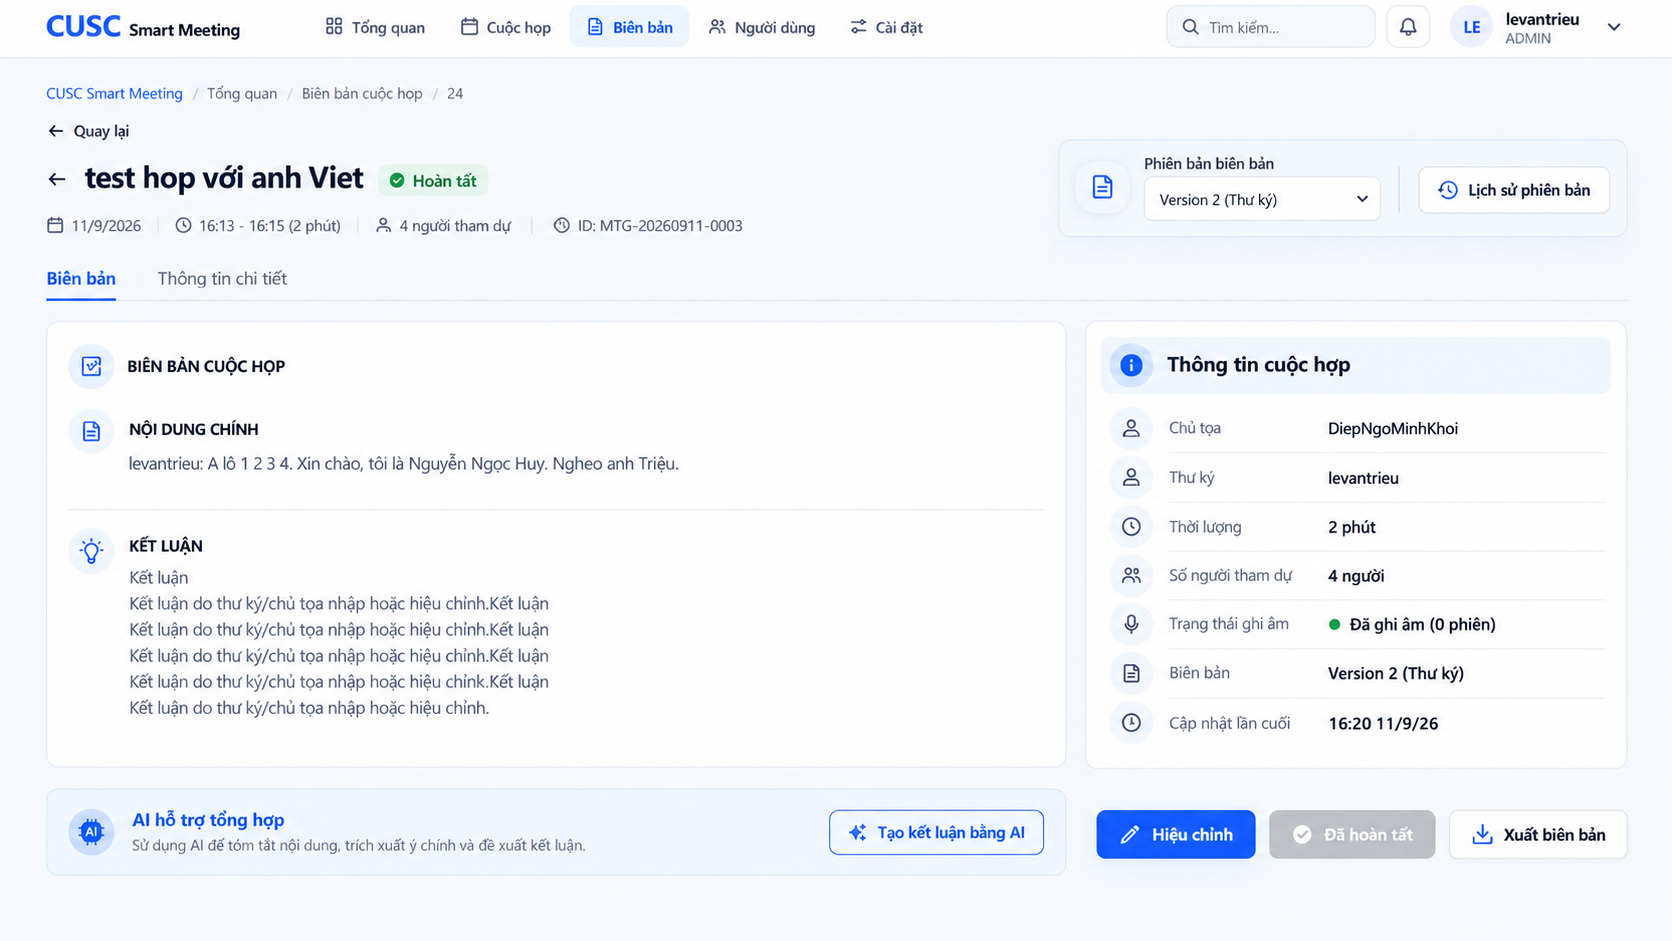 CUSC Smart Meeting
Tổng quan
Cuộc họp
Biên bản
Người dùng
Cài đặt
Tìm kiếm...
LE
levantrieu
ADMIN
CUSC Smart Meeting / Tổng quan / Biên bản cuộc họp / 24
Quay lại
test hop với anh Viet
Hoàn tất
11/9/2026
16:13 - 16:15 (2 phút)
4 người tham dự
ID: MTG-20260911-0003
Phiên bản biên bản
Version 2 (Thư ký)
Lịch sử phiên bản
Biên bản
Thông tin chi tiết
BIÊN BẢN CUỘC HỌP
NỘI DUNG CHÍNH
levantrieu: A lô 1 2 3 4. Xin chào, tôi là Nguyễn Ngọc Huy. Ngheo anh Triệu.
KẾT LUẬN
Kết luận
Kết luận do thư ký/chủ tọa nhập hoặc hiệu chỉnh.Kết luận
Kết luận do thư ký/chủ tọa nhập hoặc hiệu chỉnh.Kết luận
Kết luận do thư ký/chủ tọa nhập hoặc hiệu chỉnh.Kết luận
Kết luận do thư ký/chủ tọa nhập hoặc hiệu chỉnk.Kết luận
Kết luận do thư ký/chủ tọa nhập hoặc hiệu chỉnh.
Thông tin cuộc họp
Chủ tọa DiepNgoMinhKhoi
Thư ký levantrieu
Thời lượng 2 phút
Số người tham dự 4 người
Trạng thái ghi âm Đã ghi âm (0 phiên)
Biên bản Version 2 (Thư ký)
Cập nhật lần cuối 16:20 11/9/26
AI
AI hỗ trợ tổng hợp
Sử dụng AI để tóm tắt nội dung, trích xuất ý chính và đề xuất kết luận.
Tạo kết luận bằng AI
Hiệu chỉnh
Đã hoàn tất
Xuất biên bản